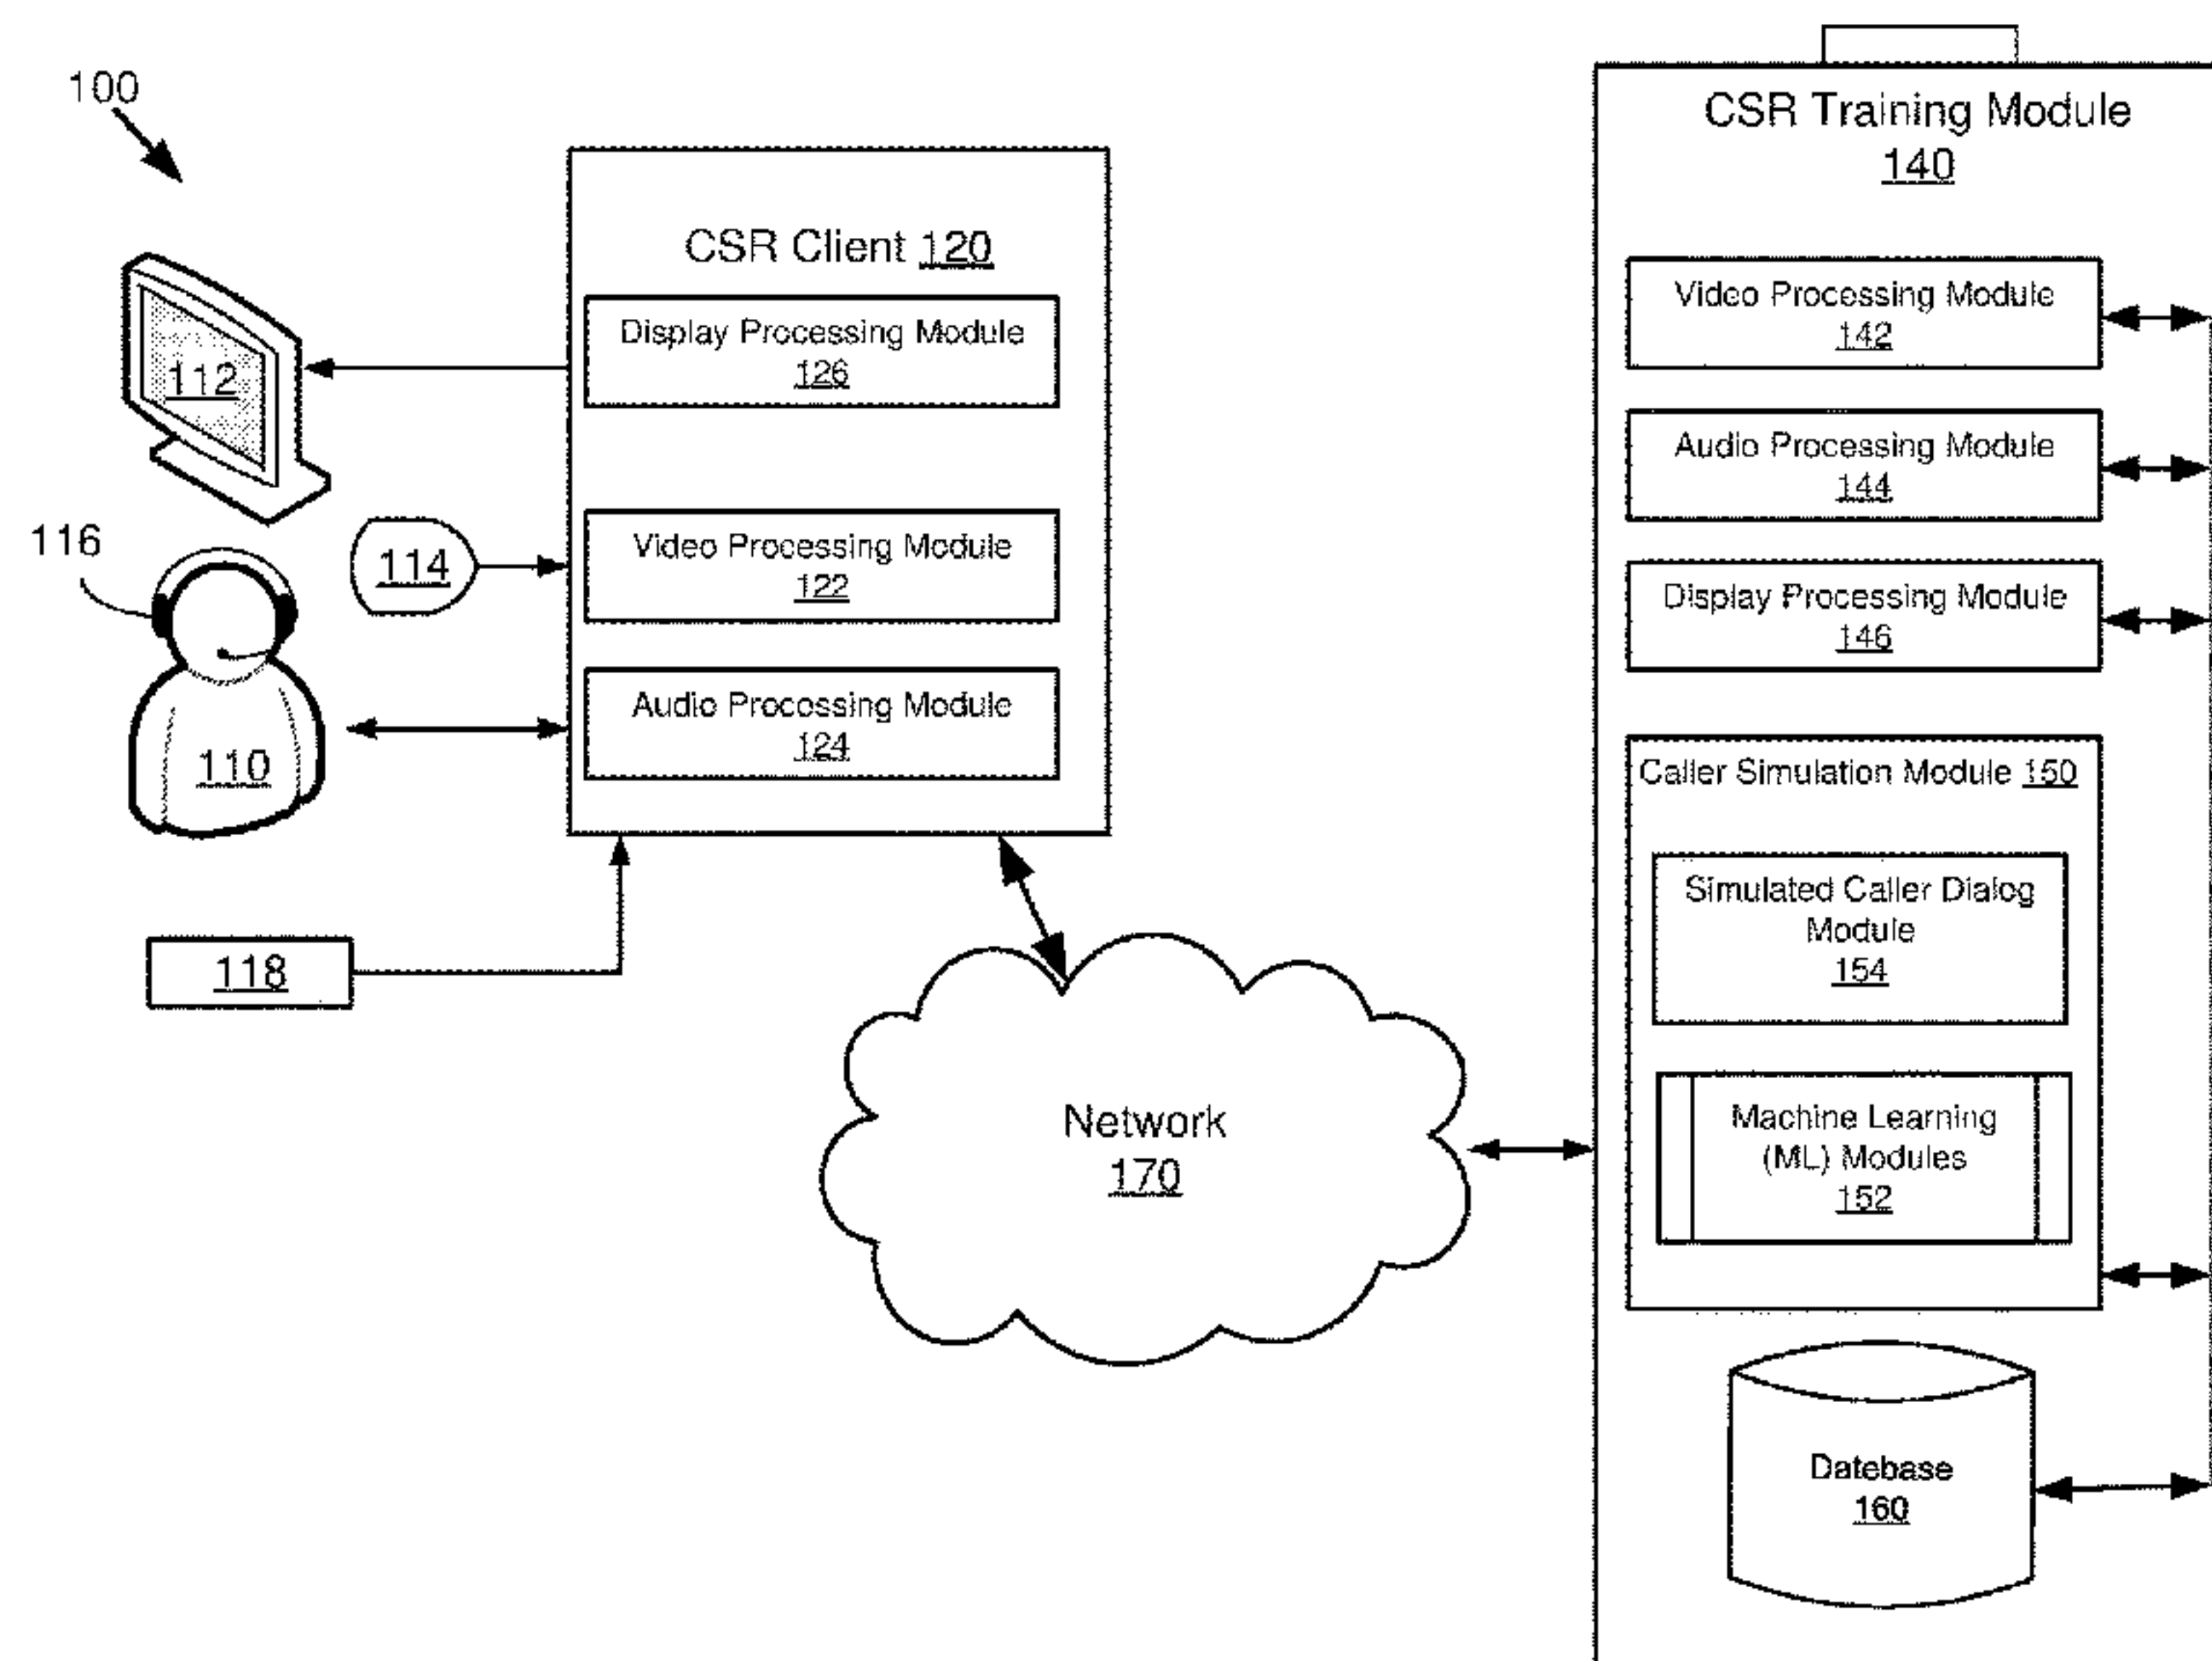 100
112
116
114
110
118
CSR Client 120
Display Processing Module
126
Video Processing Module
122
Audio Processing Module
124
Network
170
CSR Training Module
140
Video Processing Module
142
Audio Processing Module
144
Display Processing Module
146
Caller Simulation Module 150
Simulated Caller Dialog
Module
154
Machine Learning
(ML) Modules
152
Datebase
160